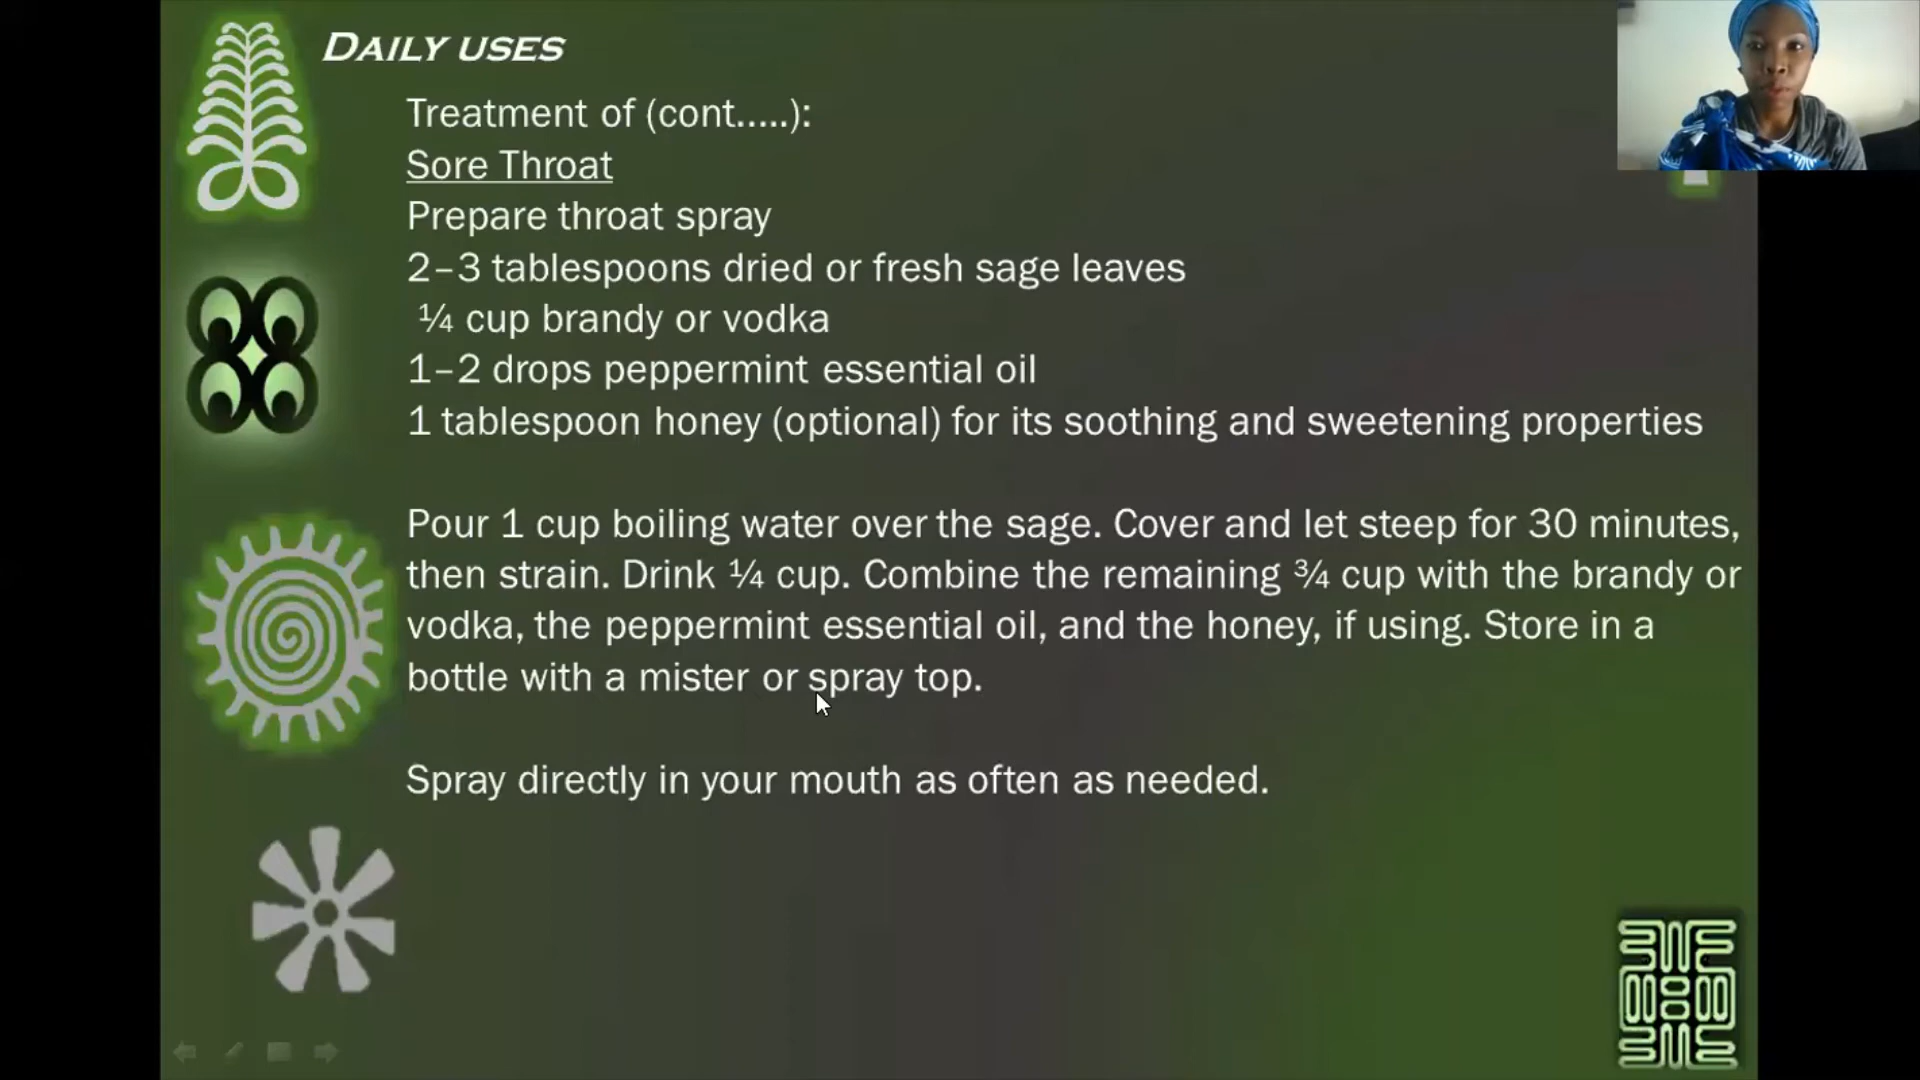 DAILY USES
Treatment of (cont.....):
Sore Throat
Prepare throat spray
2–3 tablespoons dried or fresh sage leaves
¼ cup brandy or vodka
1–2 drops peppermint essential oil
1 tablespoon honey (optional) for its soothing and sweetening properties
Pour 1 cup boiling water over the sage. Cover and let steep for 30 minutes,
then strain. Drink ¼ cup. Combine the remaining ¾ cup with the brandy or
vodka, the peppermint essential oil, and the honey, if using. Store in a
bottle with a mister or spray top.
Spray directly in your mouth as often as needed.